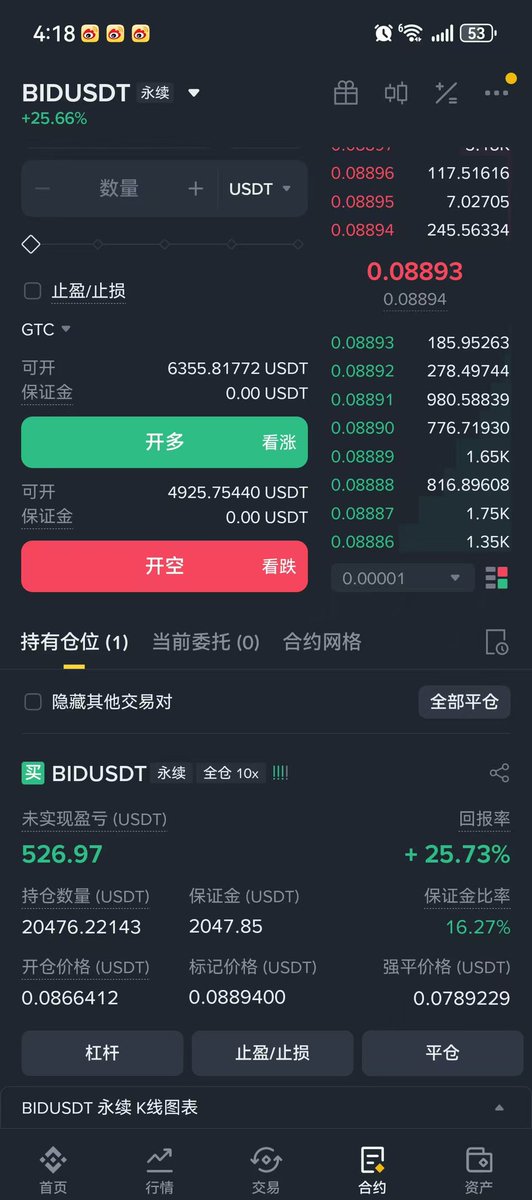 4:18
6
53
BIDUSDT 永续
+25.66%
数量
USDT
止盈/止损
GTC
可开 6355.81772 USDT
保证金 0.00 USDT
开多 看涨
可开 4925.75440 USDT
保证金 0.00 USDT
开空 看跌
0.08896 117.51616
0.08895 7.02705
0.08894 245.56334
0.08893
0.08894
0.08893 185.95263
0.08892 278.49744
0.08891 980.58839
0.08890 776.71930
0.08889 1.65K
0.08888 816.89608
0.08887 1.75K
0.08886 1.35K
0.00001
持有仓位 (1) 当前委托 (0) 合约网格
隐藏其他交易对 全部平仓
买 BIDUSDT 永续 全仓 10x
未实现盈亏 (USDT) 回报率
526.97 + 25.73%
持仓数量 (USDT) 保证金 (USDT) 保证金比率
20476.22143 2047.85 16.27%
开仓价格 (USDT) 标记价格 (USDT) 强平价格 (USDT)
0.0866412 0.0889400 0.0789229
杠杆 止盈/止损 平仓
BIDUSDT 永续 K线图表
首页 行情 交易 合约 资产